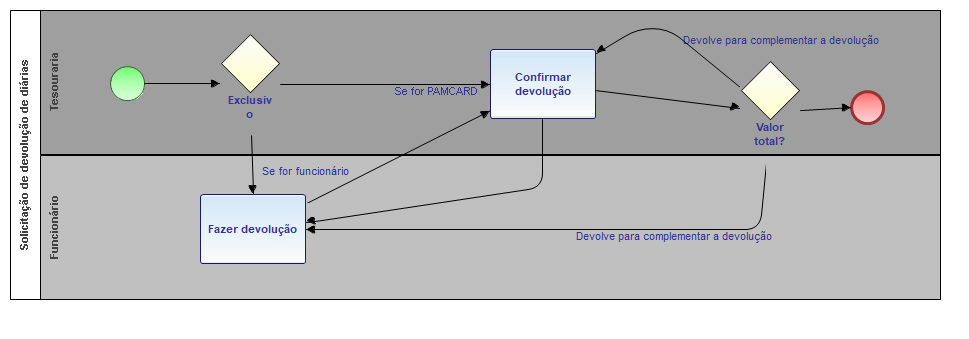 Solicitação de devolução de diárias
Tesouraria
Exclusiv
o
Se for PAMCARD
Confirmar
devolução
Devolve para complementar a devolução
Valor
total?
Funcionário
Se for funcionário
Fazer devolução
Devolve para complementar a devolução